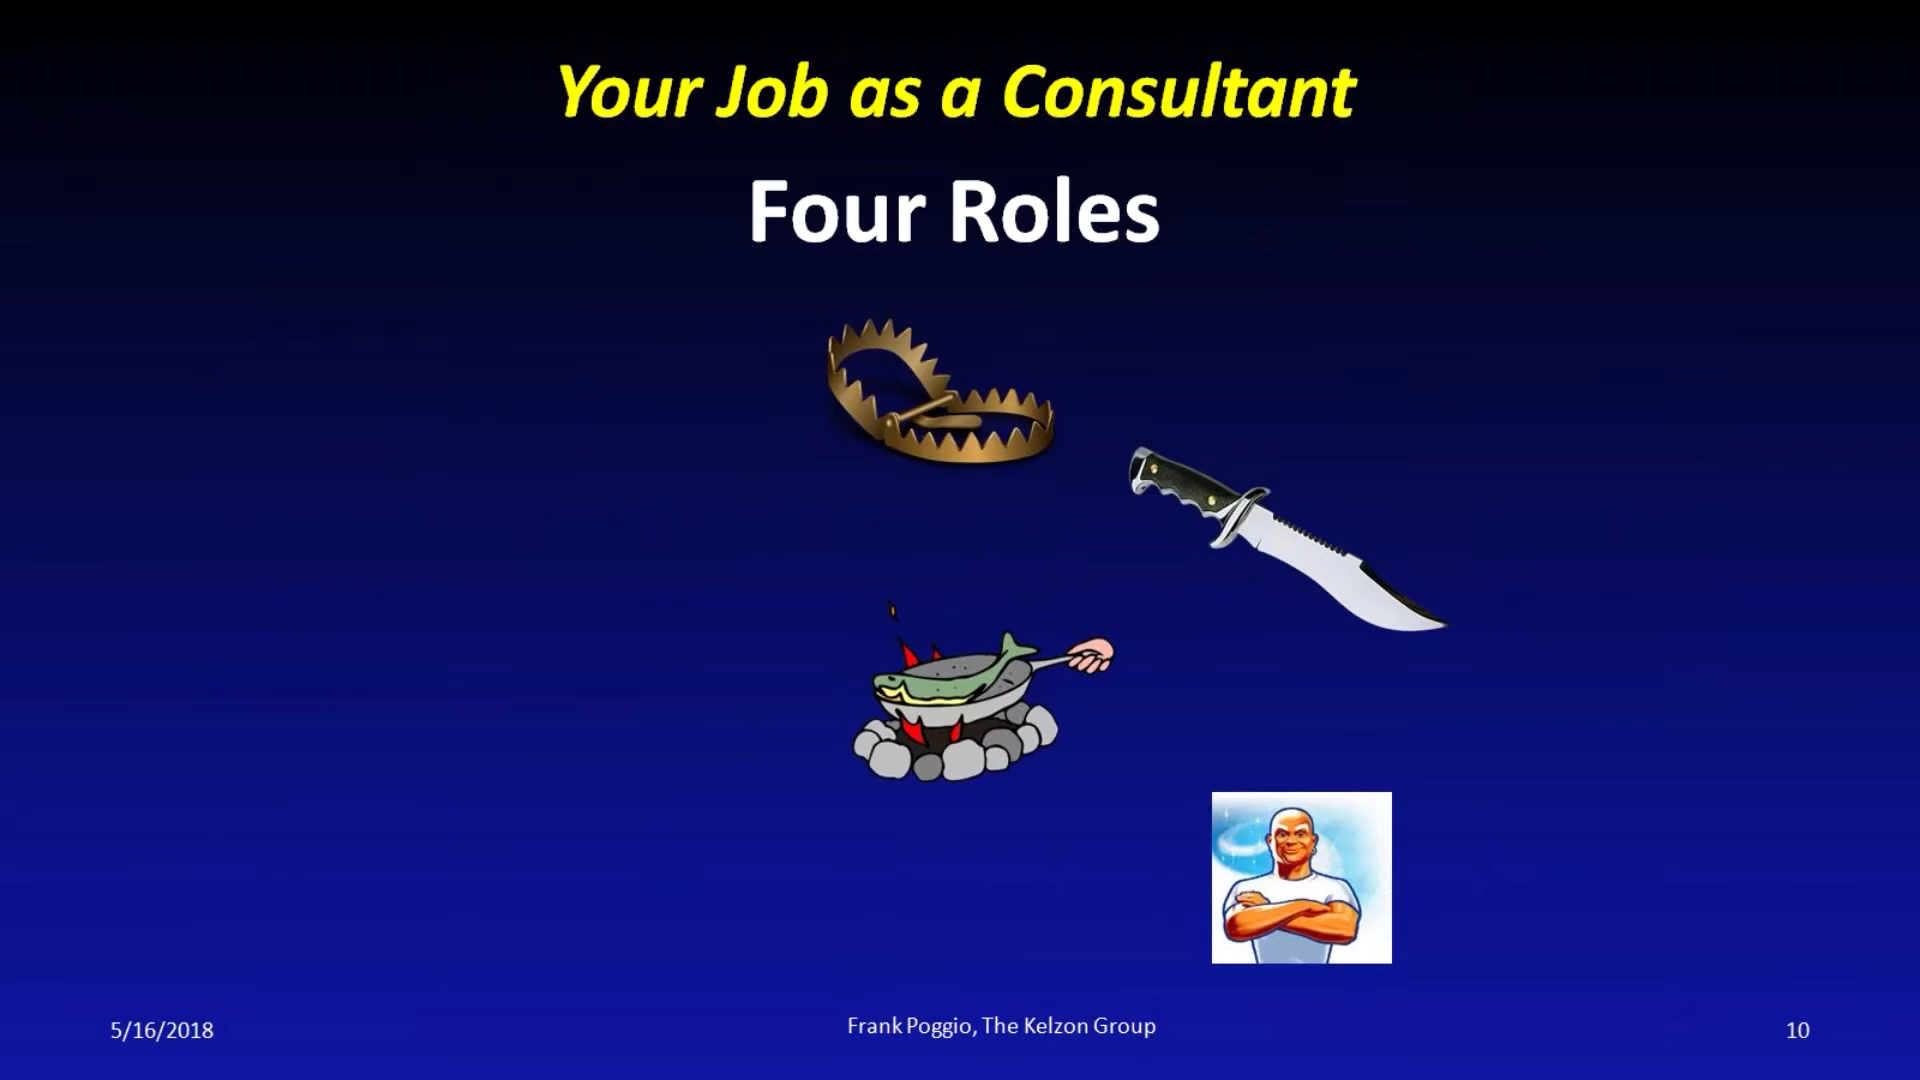 Your Job as a Consultant
Four Roles
5/16/2018
Frank Poggio, The Kelzon Group
10